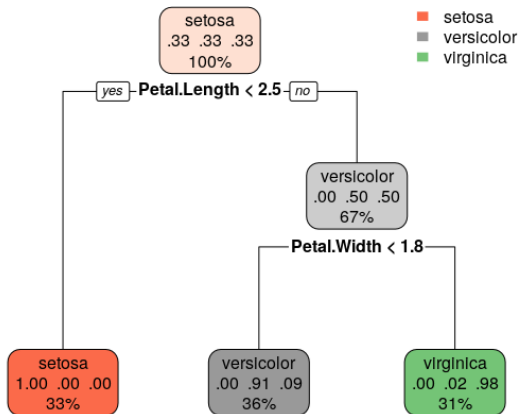 setosa
.33 .33 .33
100%
setosa
versicolor
virginica
yes Petal.Length < 2.5 no
versicolor
.00 .50 .50
67%
Petal.Width < 1.8
setosa
1.00 .00 .00
33%
versicolor
.00 .91 .09
36%
virginica
.00 .02 .98
31%